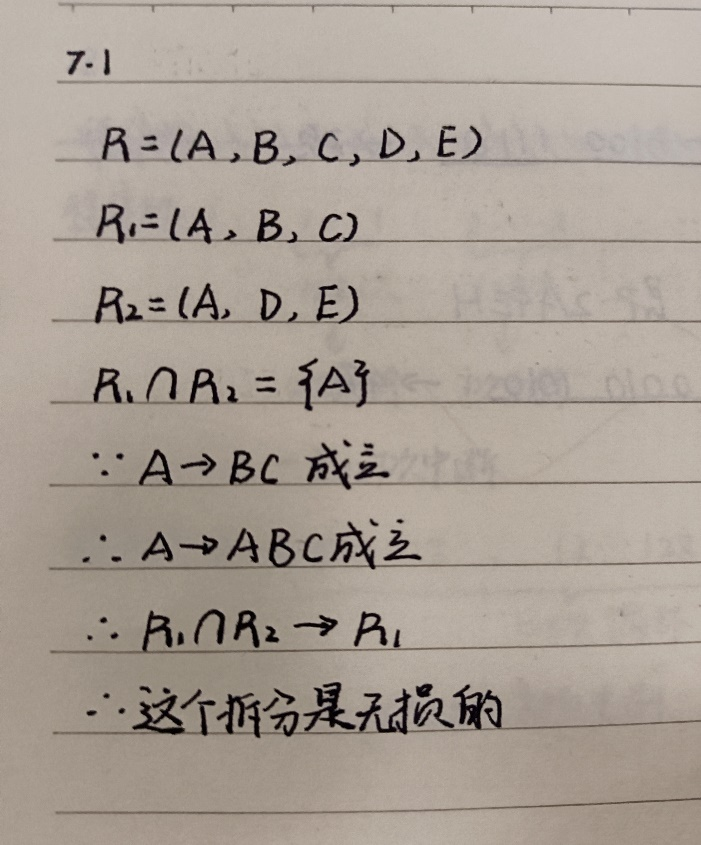 7.1
R=(A, B, C, D, E)
R₁=(A, B, C)
R₂=(A, D, E)
R₁∩R₂={A}
∵ A→BC 成立
∴ A→ABC成立
∴ R₁∩R₂→R₁
∴这个拆分是无损的